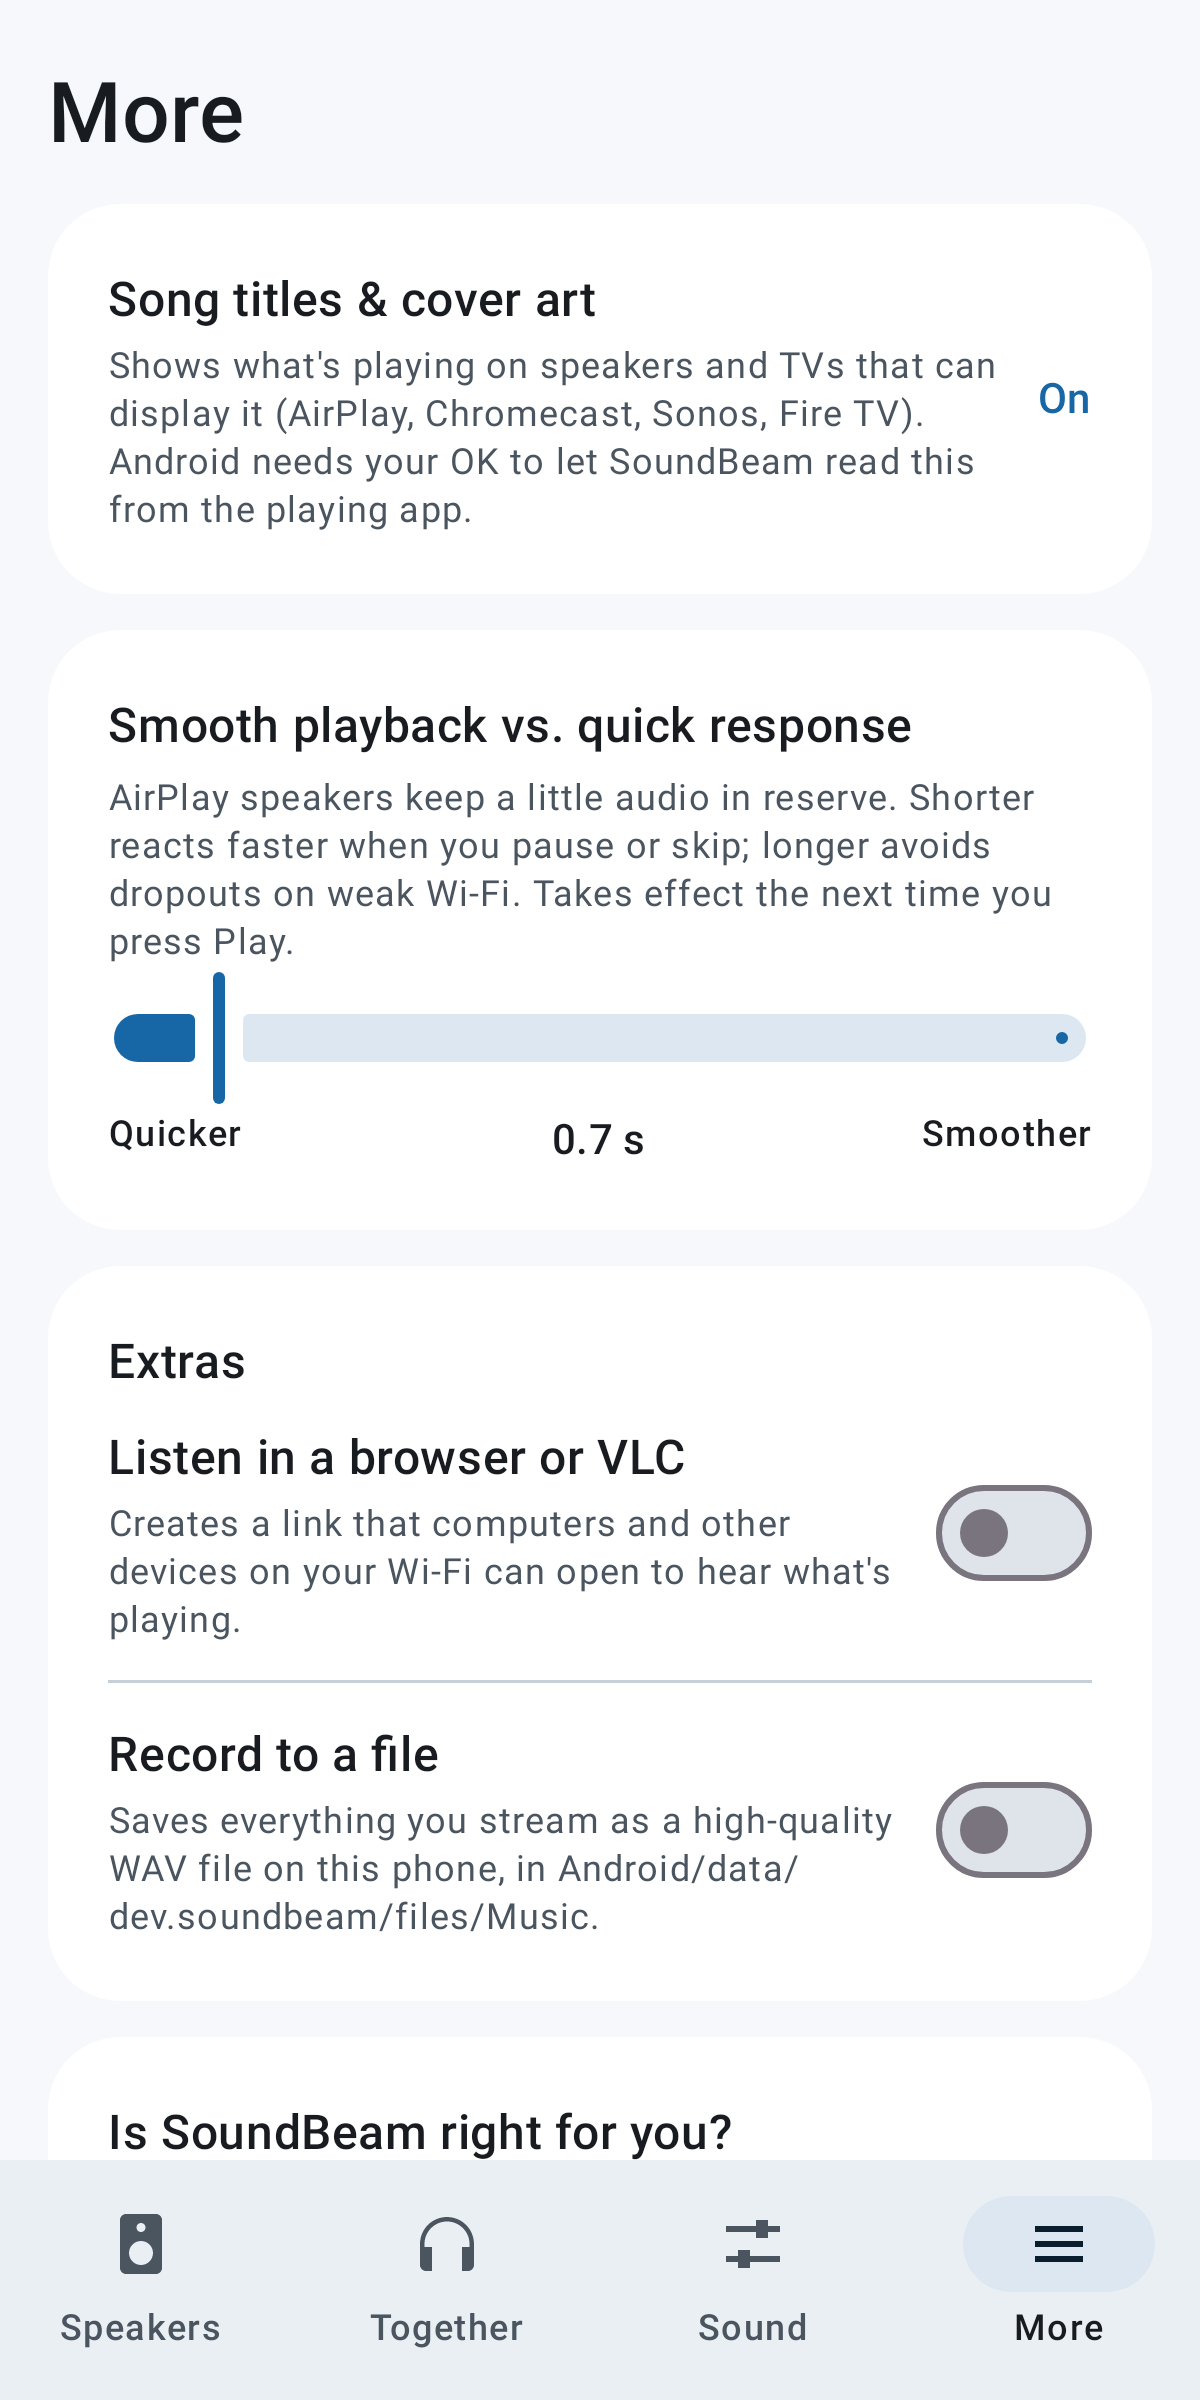 More
Song titles & cover art
Shows what's playing on speakers and TVs that can
display it (AirPlay, Chromecast, Sonos, Fire TV).
Android needs your OK to let SoundBeam read this
from the playing app.
On
Smooth playback vs. quick response
AirPlay speakers keep a little audio in reserve. Shorter
reacts faster when you pause or skip; longer avoids
dropouts on weak Wi-Fi. Takes effect the next time you
press Play.
Quicker
0.7 s
Smoother
Extras
Listen in a browser or VLC
Creates a link that computers and other
devices on your Wi-Fi can open to hear what's
playing.
Record to a file
Saves everything you stream as a high-quality
WAV file on this phone, in Android/data/
dev.soundbeam/files/Music.
Is SoundBeam right for you?
Speakers
Together
Sound
More